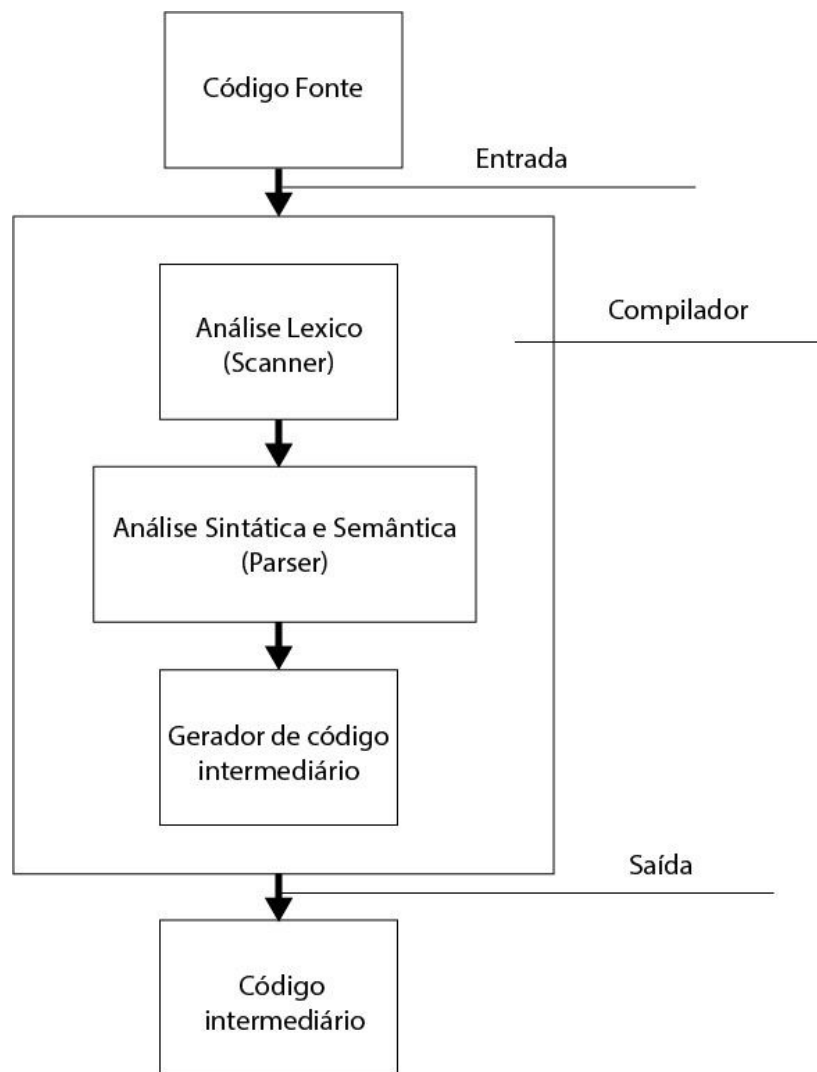 Código Fonte
Entrada
Compilador
Análise Lexico
(Scanner)
Análise Sintática e Semântica
(Parser)
Gerador de código
intermediário
Saída
Código
intermediário